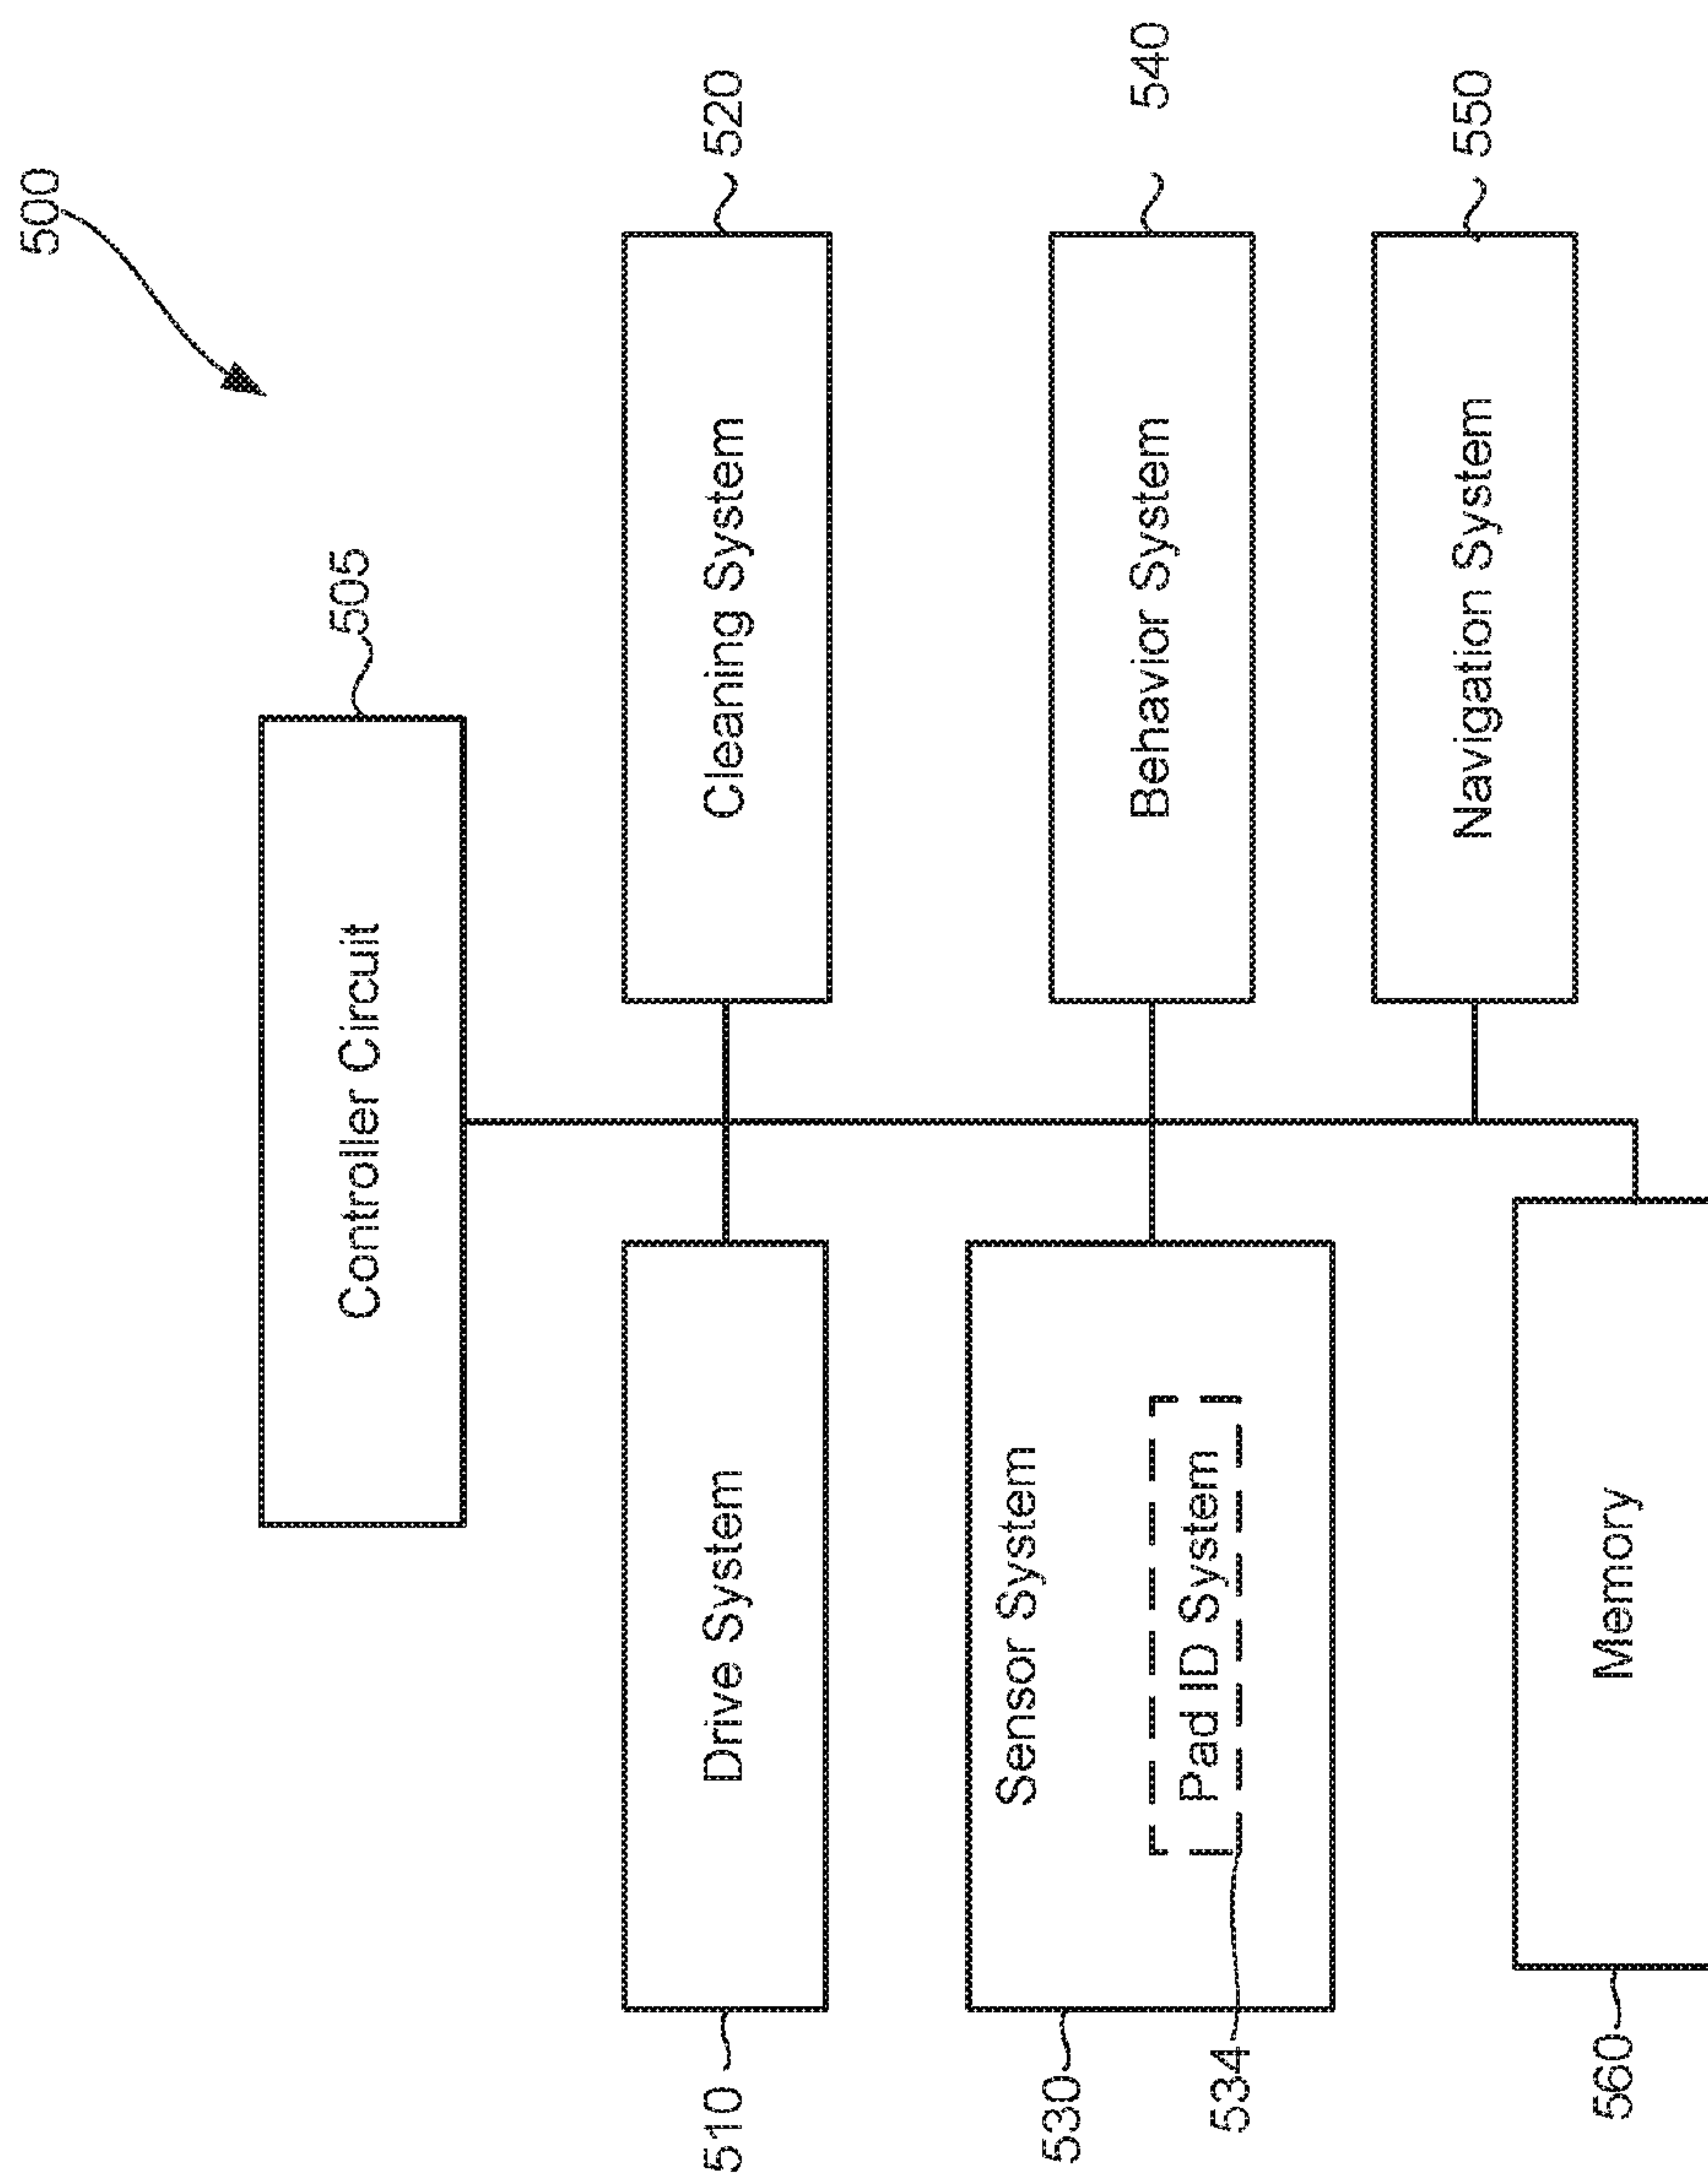 500
Controller Circuit
505
Drive System
510
Cleaning System
520
Sensor System
530
Pad ID System
534
Behavior System
540
Navigation System
550
Memory
560